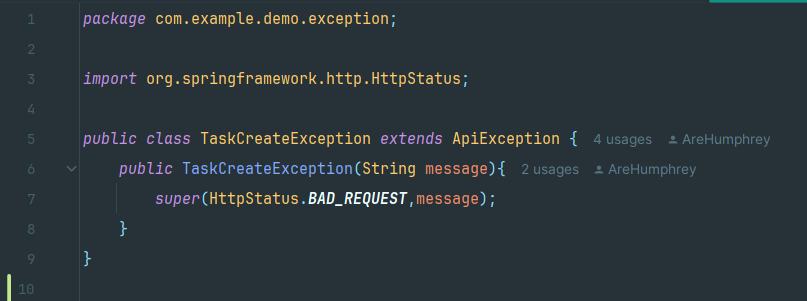 1 package com.example.demo.exception;
2
3 import org.springframework.http.HttpStatus;
4
5 public class TaskCreateException extends ApiException { 4 usages AreHumphrey
6 public TaskCreateException(String message){ 2 usages AreHumphrey
7 super(HttpStatus.BAD_REQUEST,message);
8 }
9 }
10